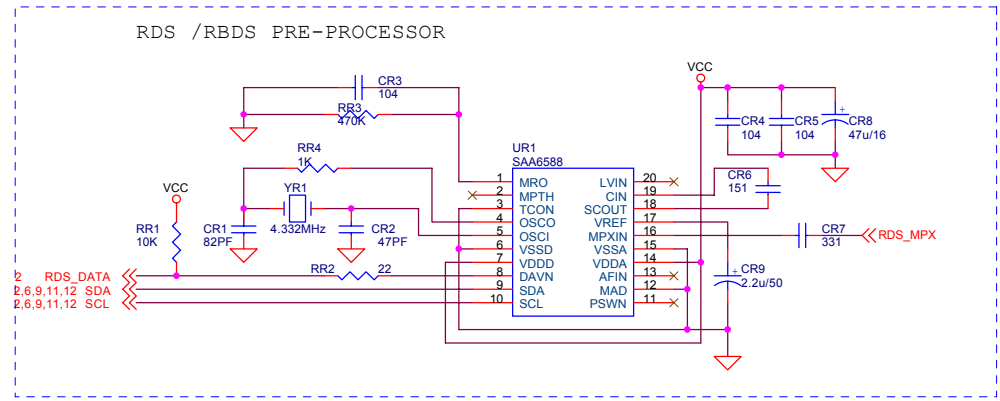 RDS /RBDS PRE-PROCESSOR
CR3
104
RR3
470K
VCC
CR4
104
CR5
104
+
CR8
47u/16
RR4
1K
UR1
SAA6588
1 MRO LVIN 20
2 MPTH CIN 19
3 TCON SCOUT 18
4 OSCO VREF 17
5 OSCI MPXIN 16
6 VSSD VSSA 15
7 VDDD VDDA 14
8 DAVN AFIN 13
9 SDA MAD 12
10 SCL PSWN 11
CR6
151
VCC
RR1
10K
CR1
82PF
YR1
4.332MHz
CR2
47PF
CR7
331
RDS_MPX
+
CR9
2.2u/50
RR2 22
2 RDS_DATA
2,6,9,11,12 SDA
2,6,9,11,12 SCL